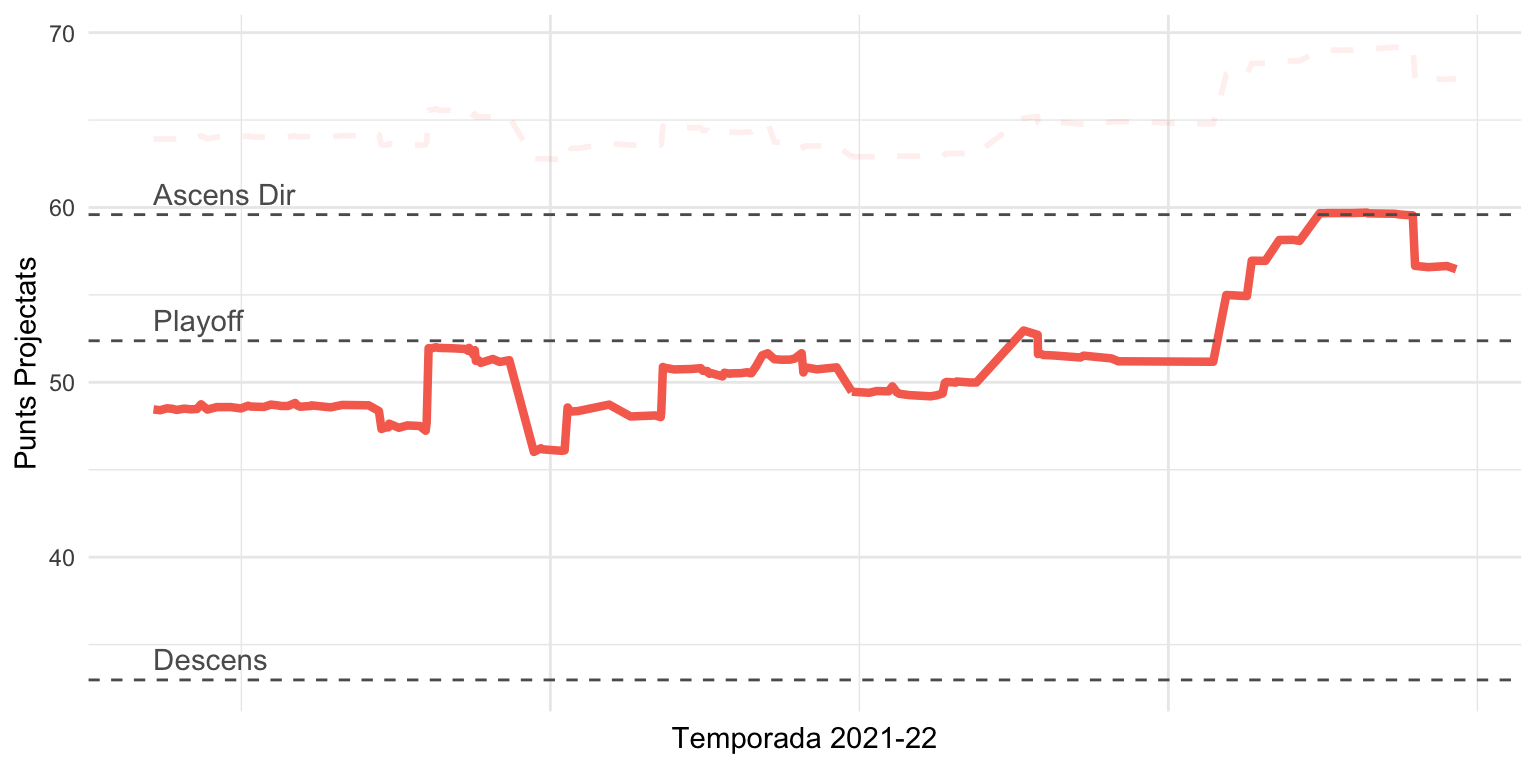 70
Ascens Dir
60
Playoff
50
40
Descens
Punts Projectats
Temporada 2021-22